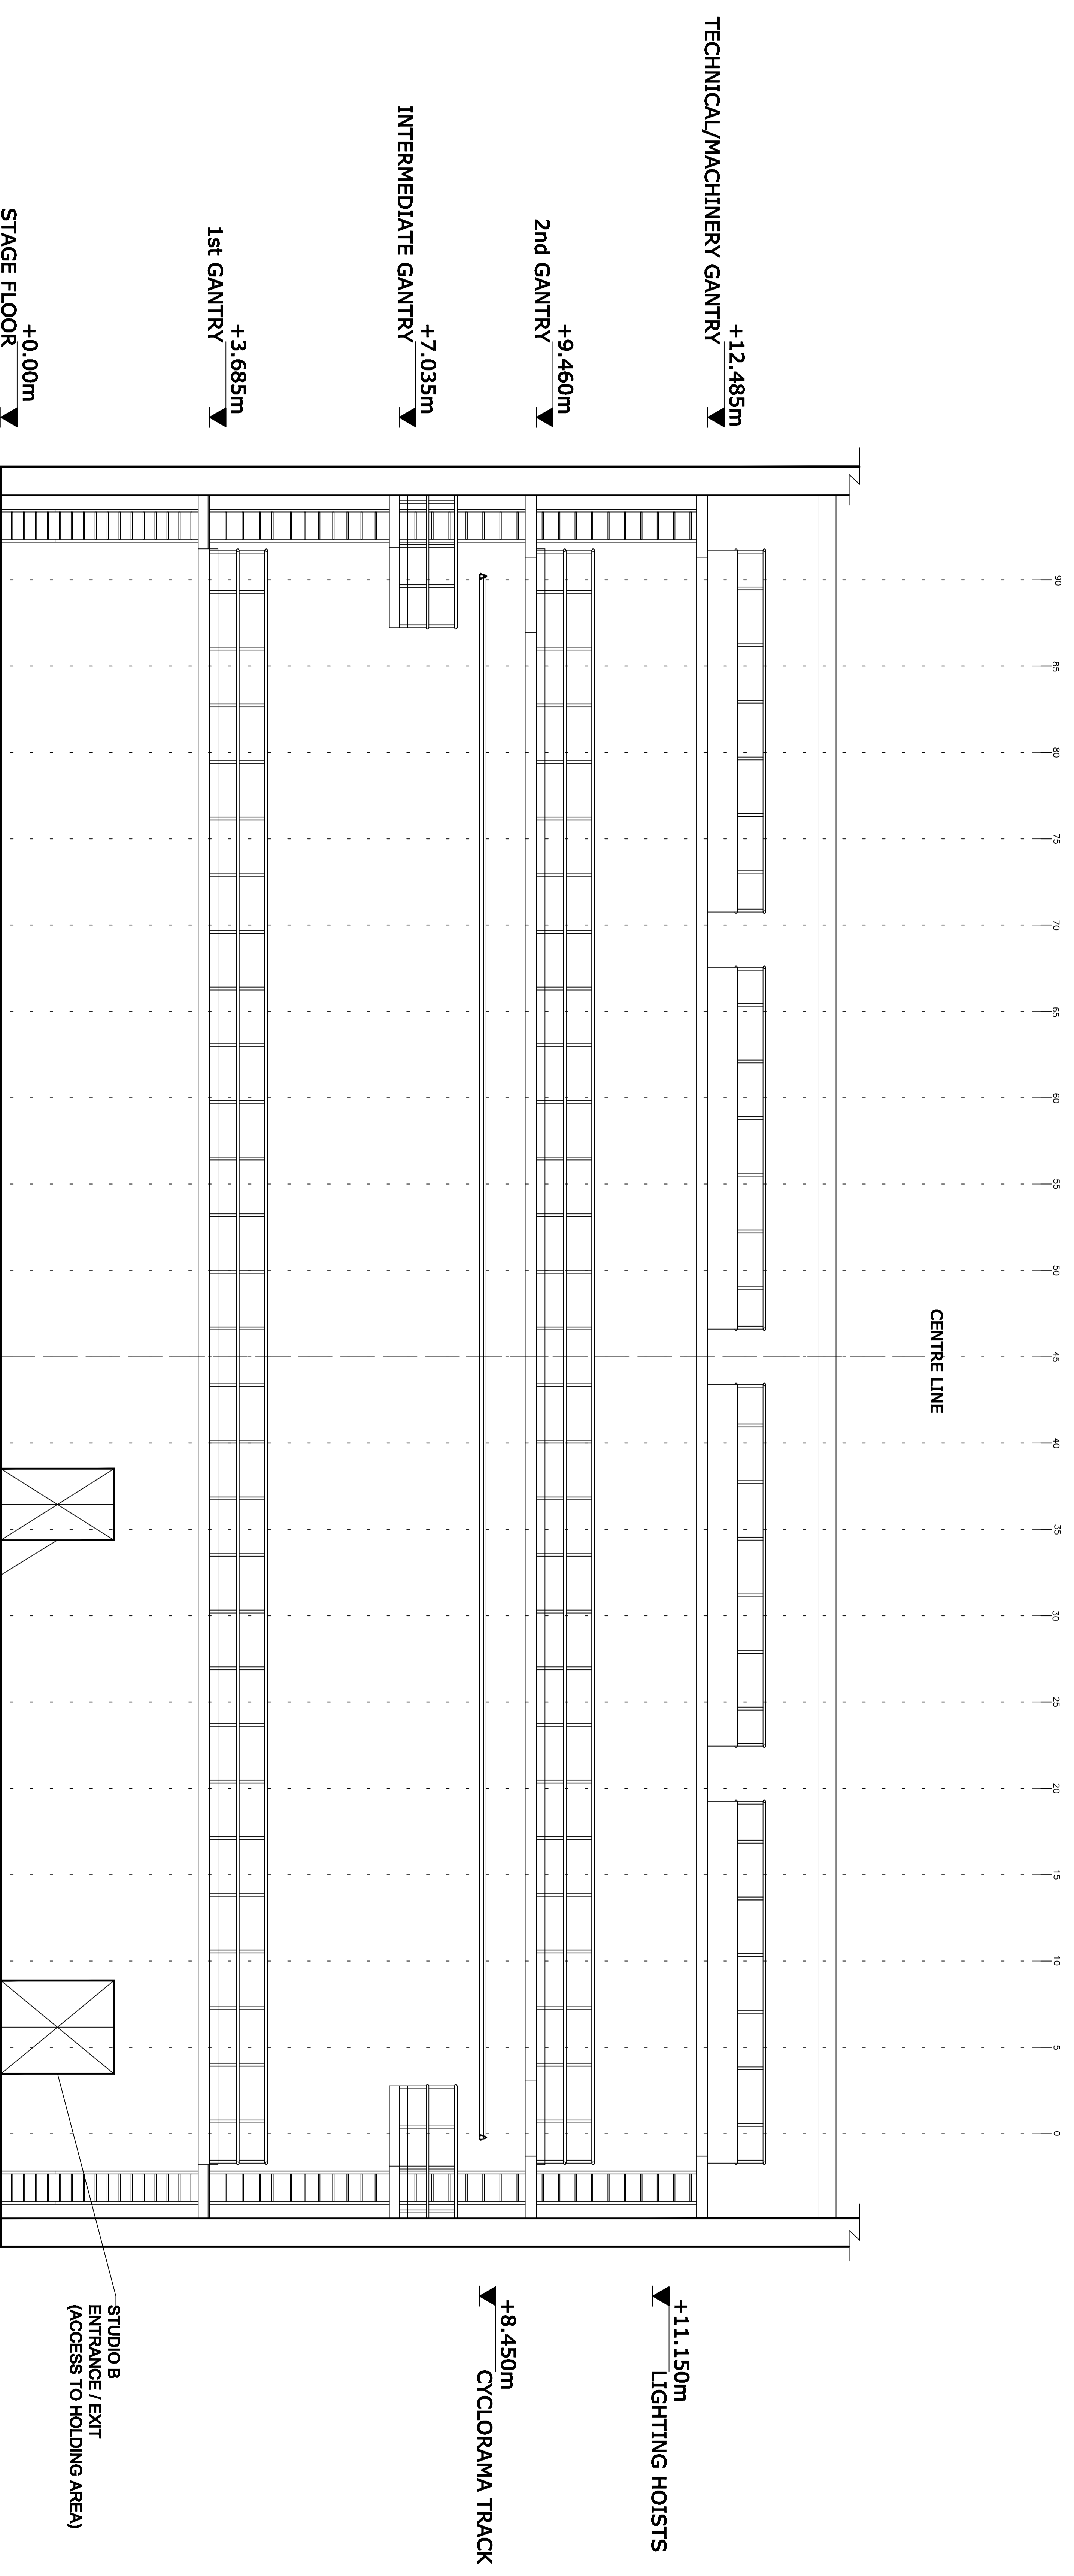 90
85
80
75
70
65
60
55
50
45
40
35
30
25
20
15
10
5
0
CENTRE LINE
+12.485m
TECHNICAL/MACHINERY GANTRY
+11.150m
LIGHTING HOISTS
+9.460m
2nd GANTRY
+8.450m
CYCLORAMA TRACK
+7.035m
INTERMEDIATE GANTRY
+3.685m
1st GANTRY
STUDIO B
ENTRANCE / EXIT
(ACCESS TO HOLDING AREA)
+0.00m
STAGE FLOOR